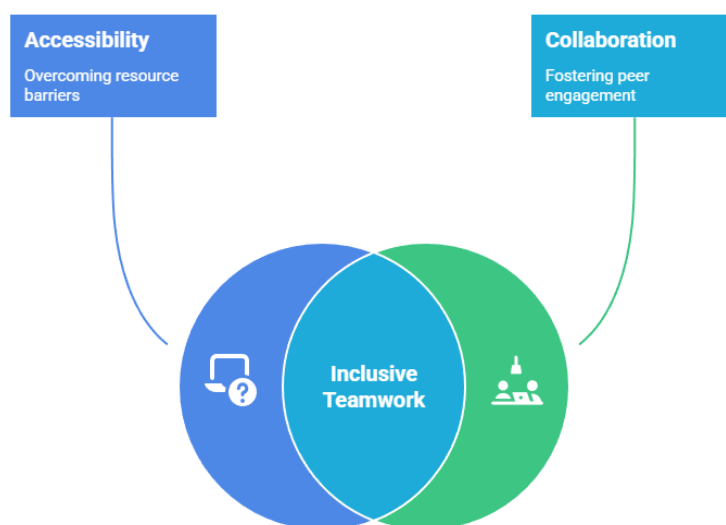 Accessibility
Overcoming resource
barriers
Collaboration
Fostering peer
engagement
Inclusive
Teamwork
?